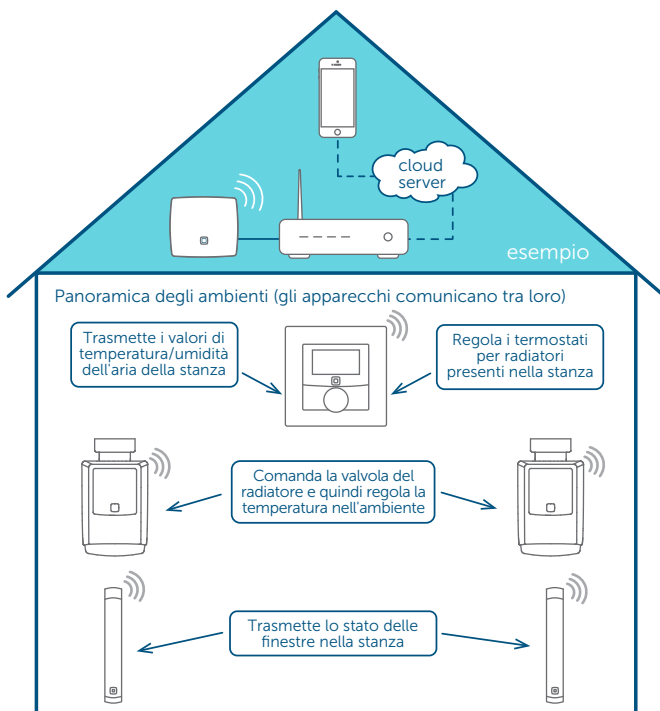 cloud
server
esempio
Panoramica degli ambienti (gli apparecchi comunicano tra loro)
Trasmette i valori di
temperatura/umidità
dell'aria della stanza
Regola i termostati
per radiatori
presenti nella stanza
Comanda la valvola del
radiatore e quindi regola la
temperatura nell'ambiente
Trasmette lo stato delle
finestre nella stanza